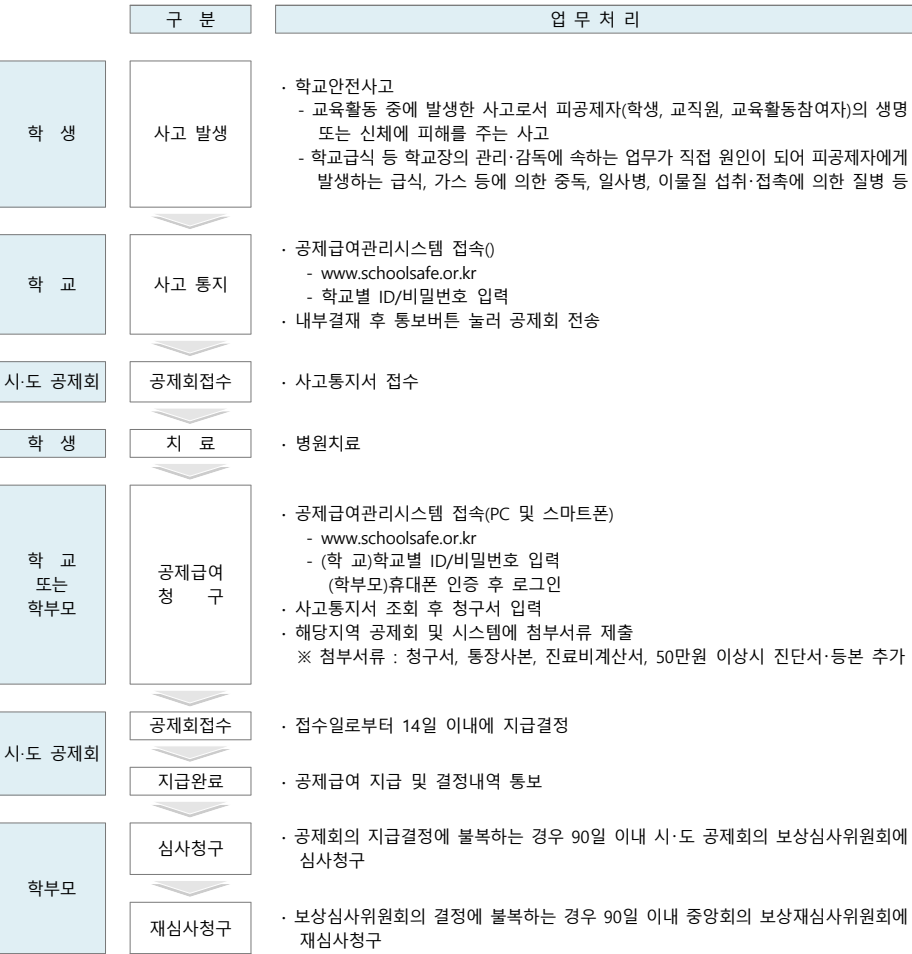 구 분
업 무 처 리
학 생
사고 발생
· 학교안전사고
- 교육활동 중에 발생한 사고로서 피공제자(학생, 교직원, 교육활동참여자)의 생명
또는 신체에 피해를 주는 사고
- 학교급식 등 학교장의 관리·감독에 속하는 업무가 직접 원인이 되어 피공제자에게
발생하는 급식, 가스 등에 의한 중독, 일사병, 이물질 섭취·접촉에 의한 질병 등
학 교
사고 통지
· 공제급여관리시스템 접속()
- www.schoolsafe.or.kr
- 학교별 ID/비밀번호 입력
· 내부결재 후 통보버튼 눌러 공제회 전송
시·도 공제회
공제회접수
· 사고통지서 접수
학 생
치 료
· 병원치료
학 교
또는
학부모
공제급여
청 구
· 공제급여관리시스템 접속(PC 및 스마트폰)
- www.schoolsafe.or.kr
- (학 교)학교별 ID/비밀번호 입력
(학부모)휴대폰 인증 후 로그인
· 사고통지서 조회 후 청구서 입력
· 해당지역 공제회 및 시스템에 첨부서류 제출
※ 첨부서류 : 청구서, 통장사본, 진료비계산서, 50만원 이상시 진단서·등본 추가
시·도 공제회
공제회접수
· 접수일로부터 14일 이내에 지급결정
지급완료
· 공제급여 지급 및 결정내역 통보
학부모
심사청구
· 공제회의 지급결정에 불복하는 경우 90일 이내 시·도 공제회의 보상심사위원회에
심사청구
재심사청구
· 보상심사위원회의 결정에 불복하는 경우 90일 이내 중앙회의 보상재심사위원회에
재심사청구